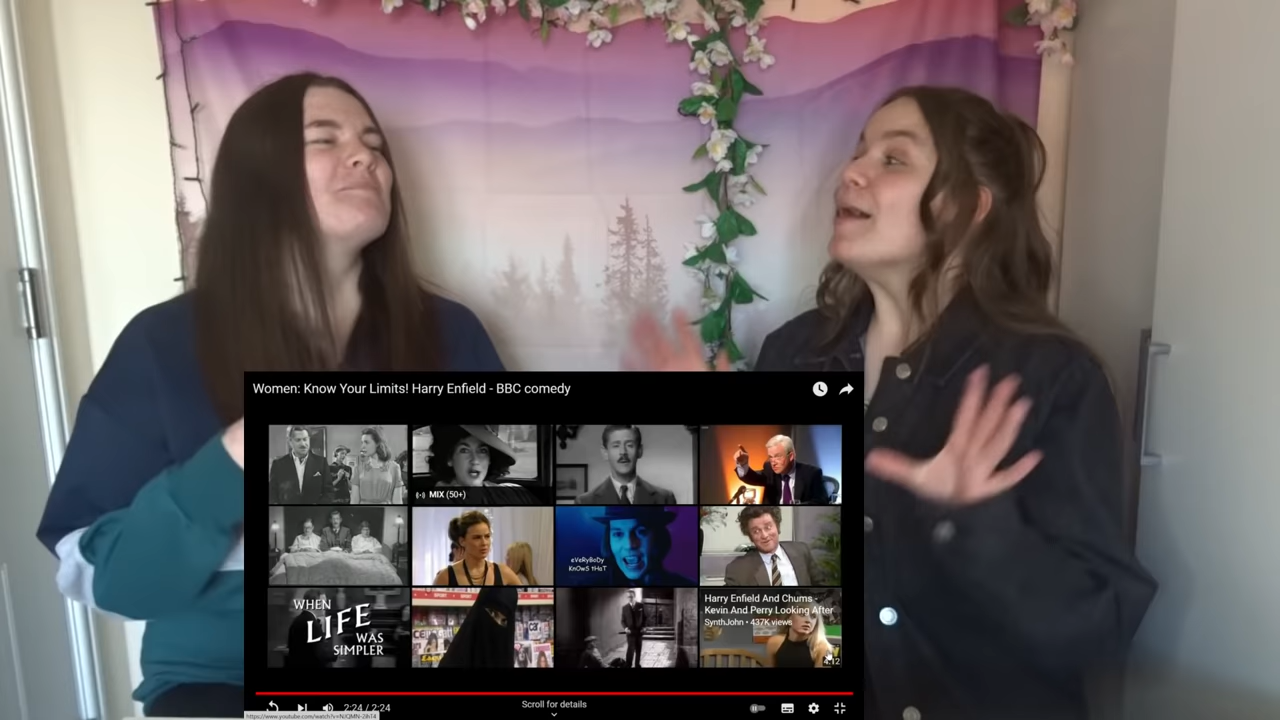 Women: Know Your Limits! Harry Enfield - BBC comedy
MIX (50+)
eVeRyBoDy
KnOwS tHaT
WHEN
LIFE
WAS
SIMPLER
Harry Enfield And Chums -
Kevin And Perry Looking After
SynthJohn • 437K views
4:12
2:24 / 2:24
Scroll for details